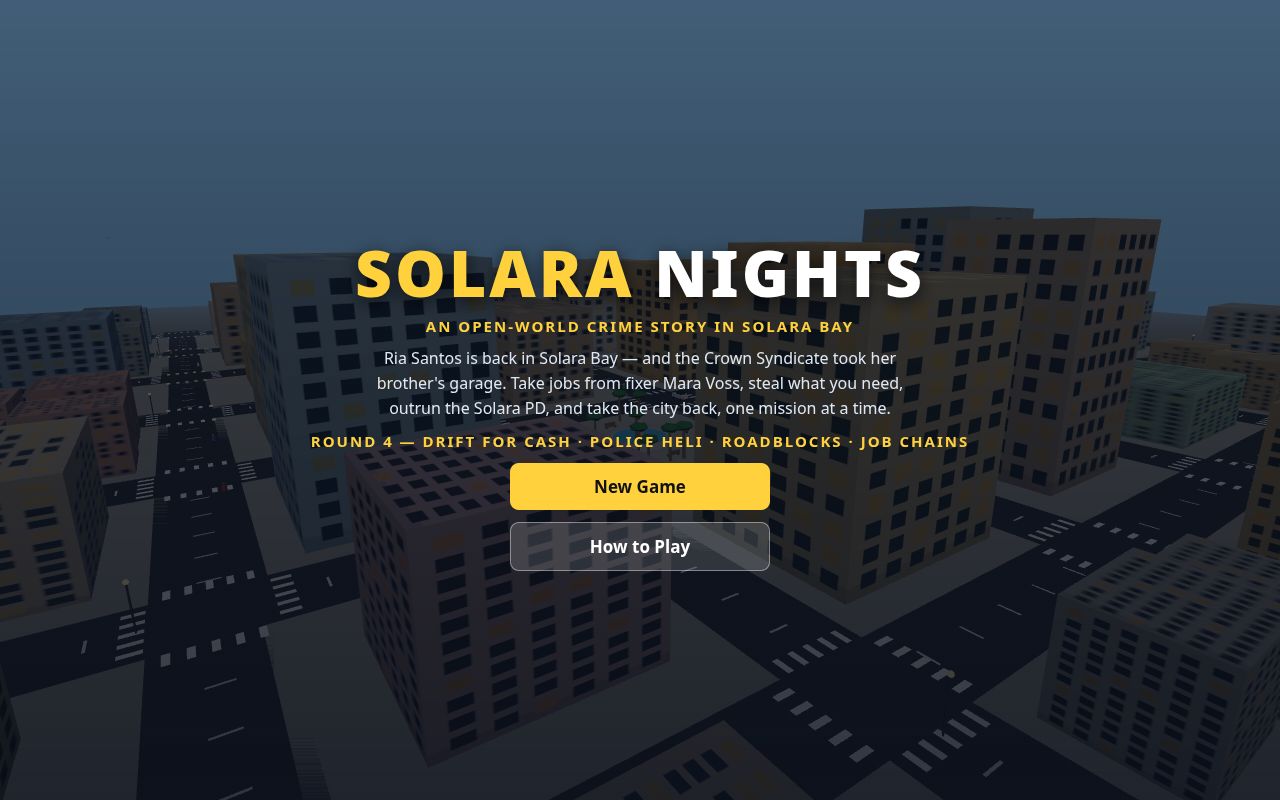 SOLARA NIGHTS
AN OPEN-WORLD CRIME STORY IN SOLARA BAY
Ria Santos is back in Solara Bay — and the Crown Syndicate took her
brother's garage. Take jobs from fixer Mara Voss, steal what you need,
outrun the Solara PD, and take the city back, one mission at a time.
ROUND 4 — DRIFT FOR CASH · POLICE HELI · ROADBLOCKS · JOB CHAINS
New Game
How to Play